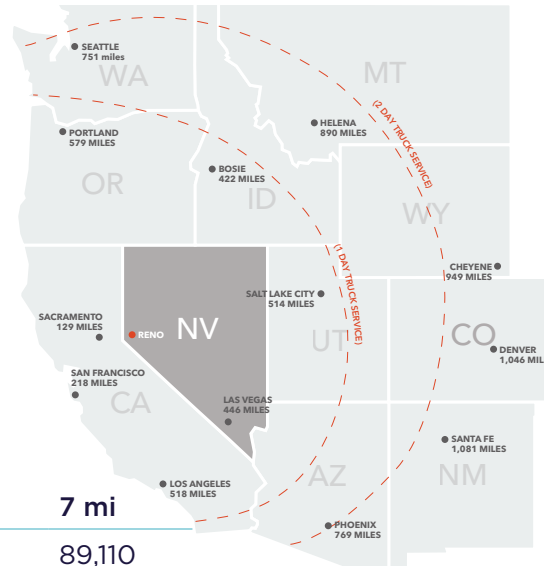 SEATTLE
751 miles
WA
MT
(2 DAY TRUCK SERVICE)
HELENA
890 MILES
PORTLAND
579 MILES
BOSIE
422 MILES
OR
ID
WY
(1 DAY TRUCK SERVICE)
CHEYENE
949 MILES
SALT LAKE CITY
514 MILES
SACRAMENTO
129 MILES
RENO
NV
UT
CO
DENVER
1,046 MIL
SAN FRANCISCO
218 MILES
CA
LAS VEGAS
446 MILES
SANTA FE
1,081 MILES
AZ
NM
LOS ANGELES
518 MILES
PHOENIX
769 MILES
7 mi
89,110